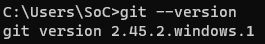 C:\Users\SoC>git --version
git version 2.45.2.windows.1